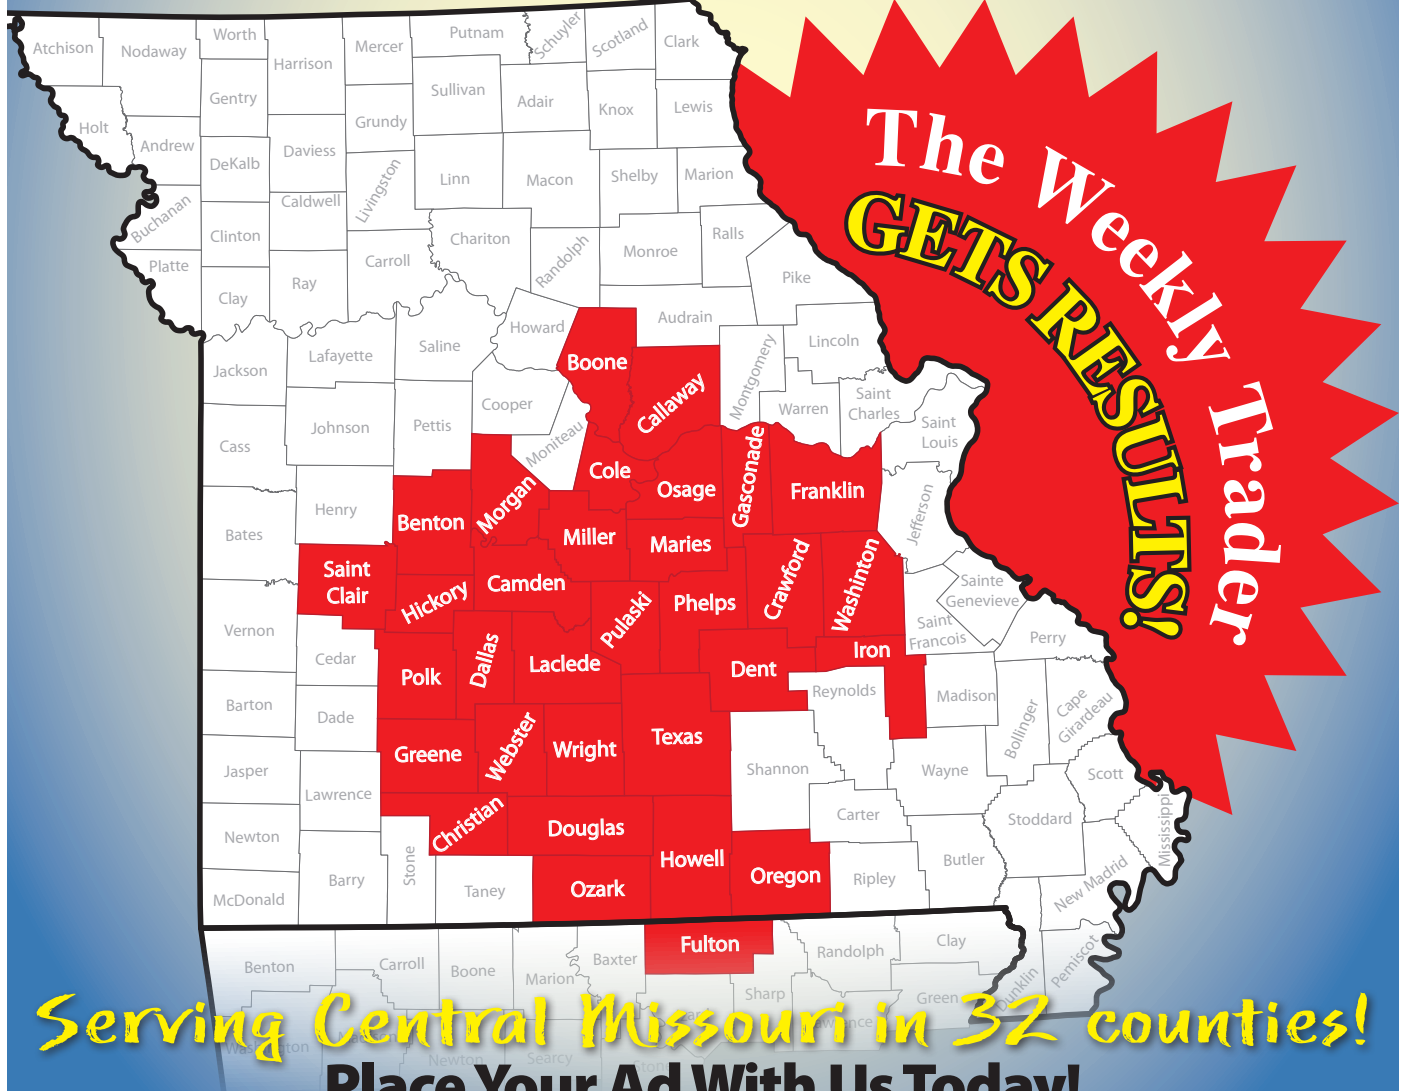 The Weekly Trader
GETS RESULTS!
Atchison
Nodaway
Worth
Harrison
Mercer
Putnam
Schuyler
Scotland
Clark
Gentry
Sullivan
Adair
Knox
Lewis
Holt
Andrew
DeKalb
Daviess
Grundy
Livingston
Linn
Macon
Shelby
Marion
Buchanan
Clinton
Caldwell
Chariton
Randolph
Monroe
Ralls
Platte
Clay
Ray
Carroll
Pike
Audrain
Howard
Boone
Callaway
Montgomery
Lincoln
Jackson
Lafayette
Saline
Cooper
Moniteau
Warren
Saint
Charles
Saint
Louis
Cass
Johnson
Pettis
Cole
Osage
Gasconade
Franklin
Jefferson
Bates
Henry
Benton
Morgan
Miller
Maries
Crawford
Washinton
Saint
Clair
Hickory
Camden
Pulaski
Phelps
Sainte
Genevieve
Saint
Francois
Perry
Vernon
Cedar
Polk
Dallas
Laclede
Dent
Iron
Reynolds
Madison
Bollinger
Cape
Girardeau
Barton
Dade
Greene
Webster
Wright
Texas
Shannon
Wayne
Scott
Jasper
Lawrence
Christian
Douglas
Howell
Carter
Stoddard
Mississippi
Newton
Barry
Stone
Taney
Ozark
Oregon
Ripley
Butler
New Madrid
McDonald
Fulton
Benton
Carroll
Boone
Marion
Baxter
Sharp
Randolph
Clay
Green
Dunklin
Pemiscot
Serving Central Missouri in 32 counties!
Washington
Newton
Searcy
Stone
Place Your Ad With Us Today!